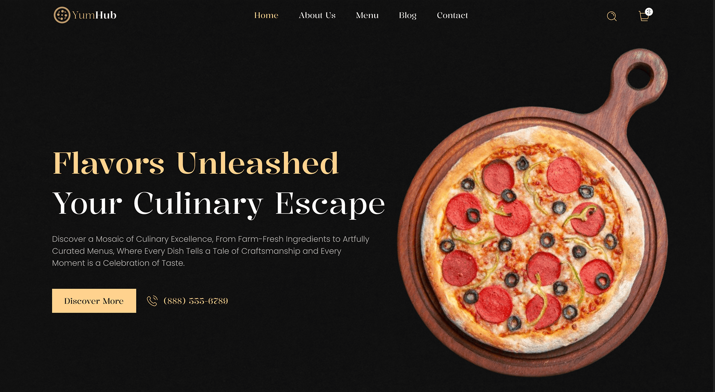 YumHub
Home About Us Menu Blog Contact
0
Flavors Unleashed
Your Culinary Escape
Discover a Mosaic of Culinary Excellence, From Farm-Fresh Ingredients to Artfully
Curated Menus, Where Every Dish Tells a Tale of Craftsmanship and Every
Moment is a Celebration of Taste.
Discover More (888) 555-6789